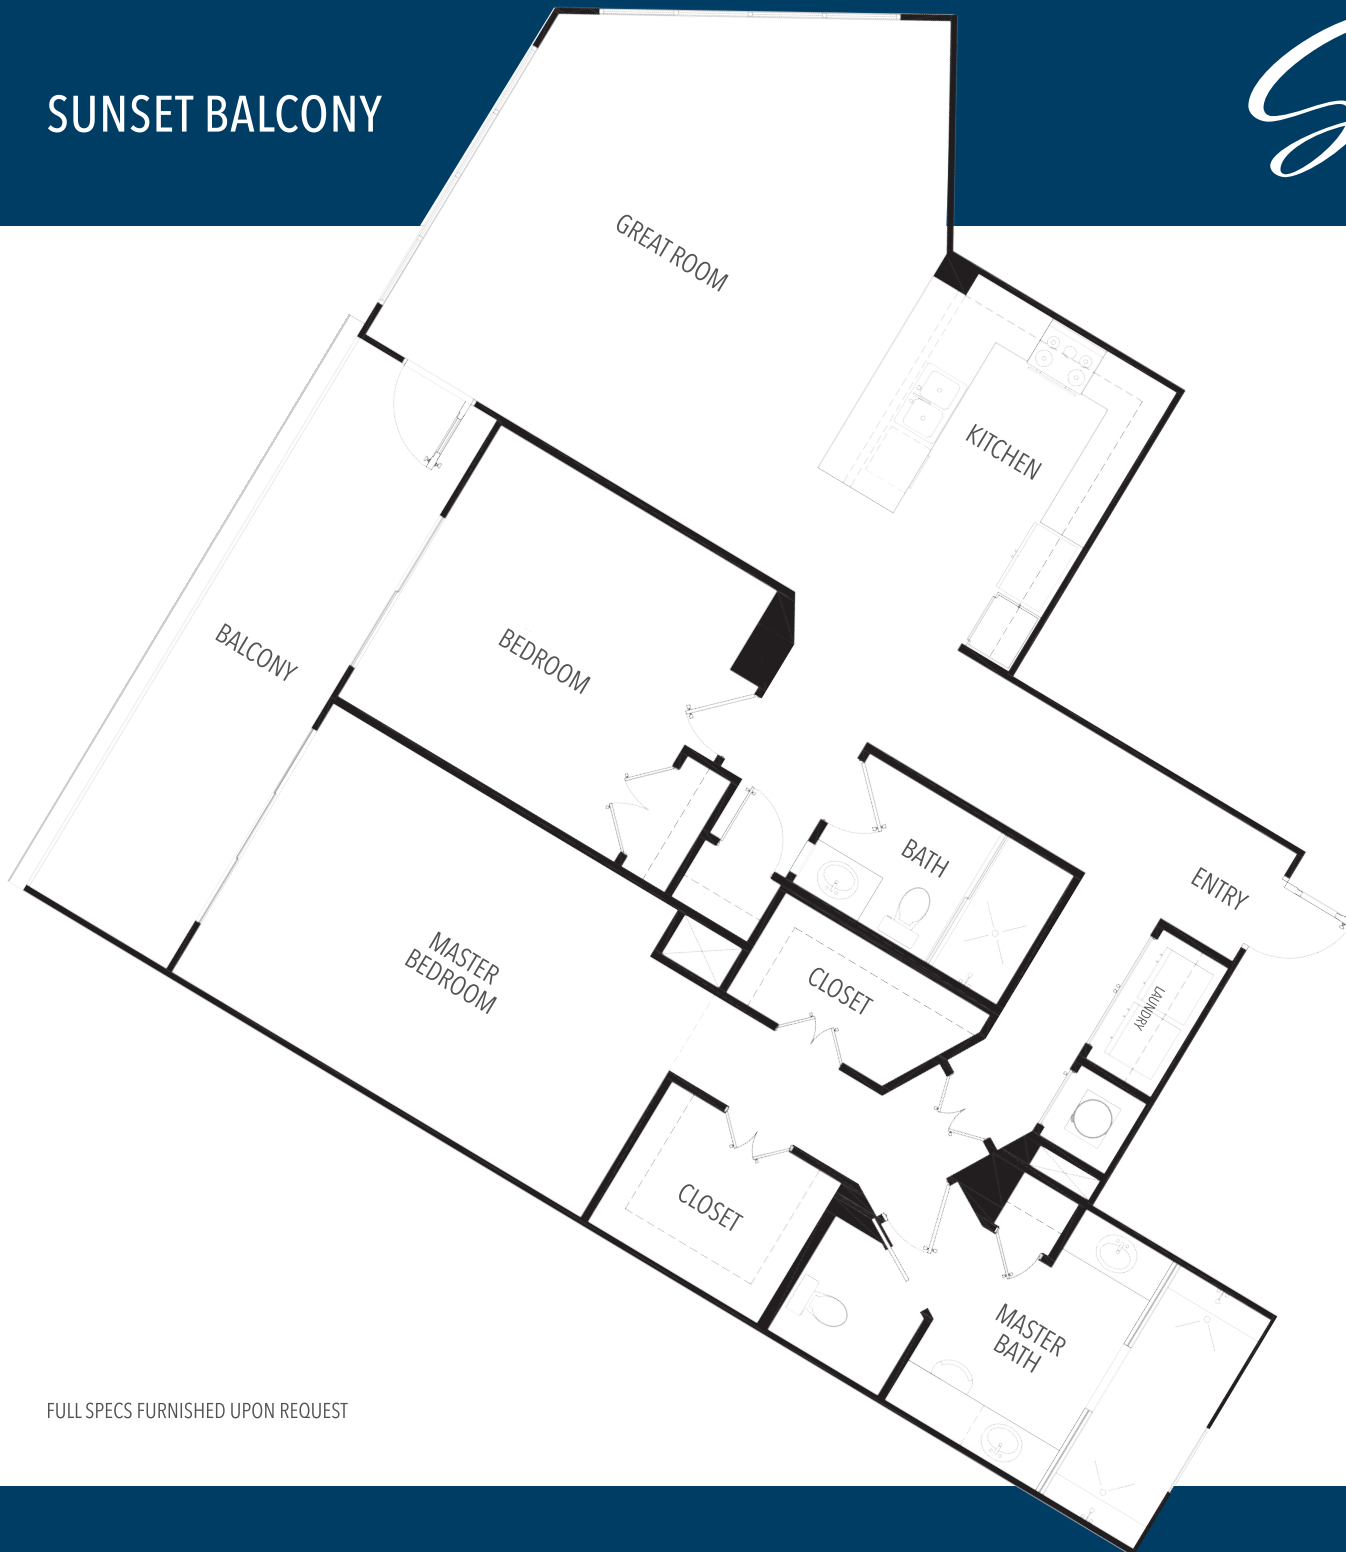 SUNSET BALCONY
GREAT ROOM
KITCHEN
BALCONY
BEDROOM
BATH
ENTRY
MASTER
BEDROOM
CLOSET
LAUNDRY
CLOSET
MASTER
BATH
FULL SPECS FURNISHED UPON REQUEST